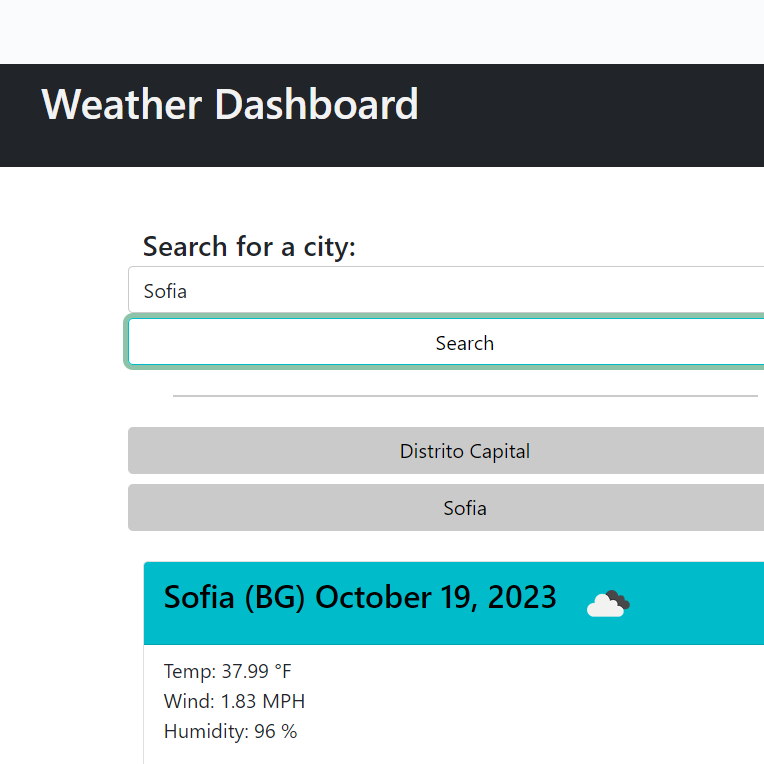 Weather Dashboard
Search for a city:
Sofia
Search
Distrito Capital
Sofia
Sofia (BG) October 19, 2023
Temp: 37.99 °F
Wind: 1.83 MPH
Humidity: 96 %